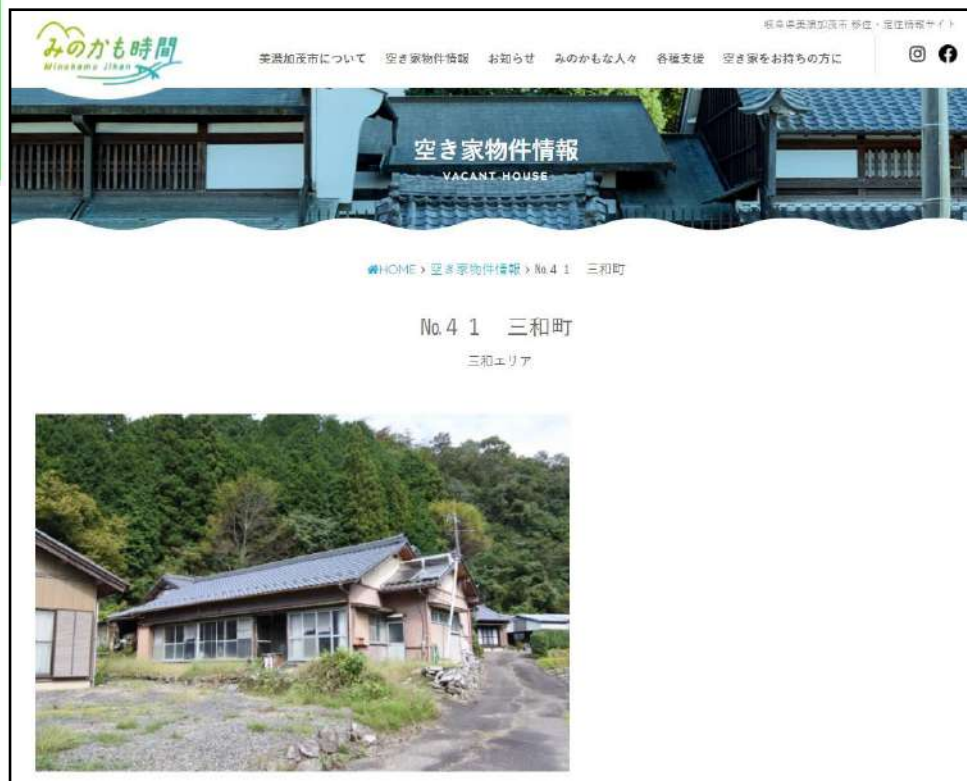 岐阜県美濃加茂市 移住・定住情報サイト
みのかも時間
Minokamo Jikan
美濃加茂市について 空き家物件情報 お知らせ みのかもな人々 各種支援 空き家をお持ちの方に
空き家物件情報
VACANT HOUSE
HOME › 空き家物件情報 › №４１　三和町
№４１　三和町
三和エリア